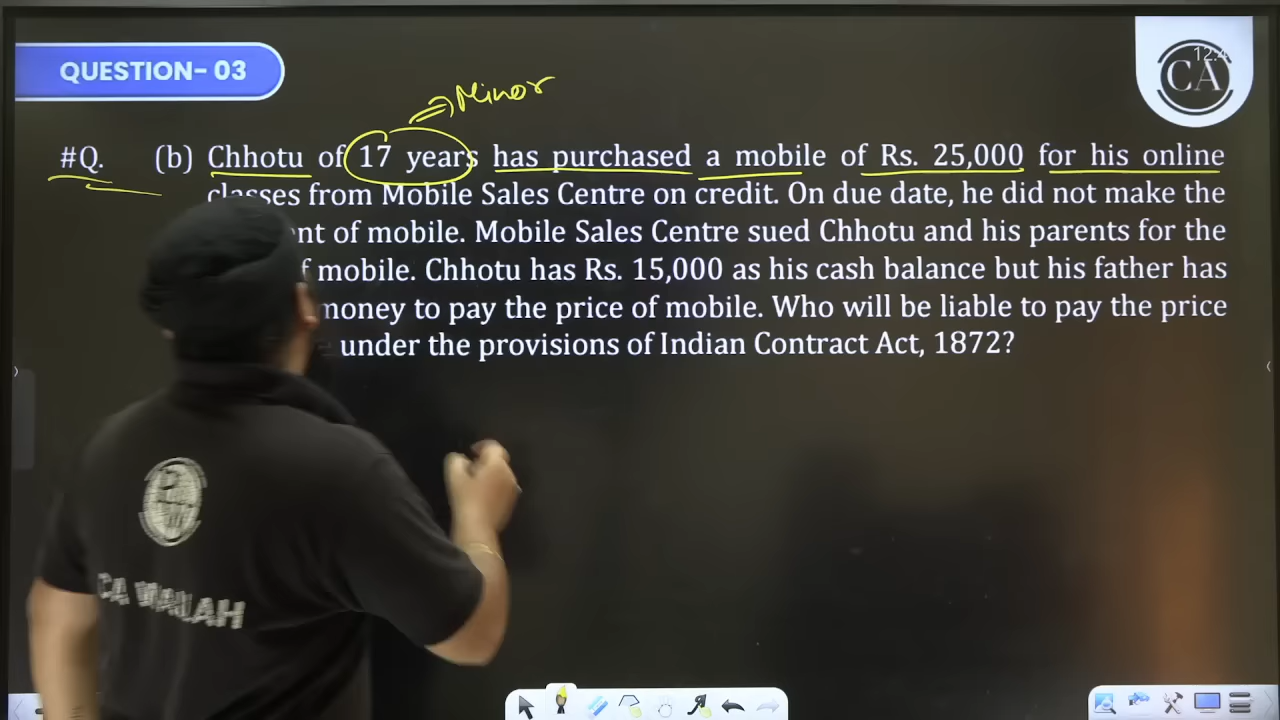 QUESTION- 03
12:4
CA
Minor
#Q. (b) Chhotu of 17 years has purchased a mobile of Rs. 25,000 for his online
classes from Mobile Sales Centre on credit. On due date, he did not make the
of mobile. Mobile Sales Centre sued Chhotu and his parents for the
mobile. Chhotu has Rs. 15,000 as his cash balance but his father has
money to pay the price of mobile. Who will be liable to pay the price
under the provisions of Indian Contract Act, 1872?
CA WALLAH